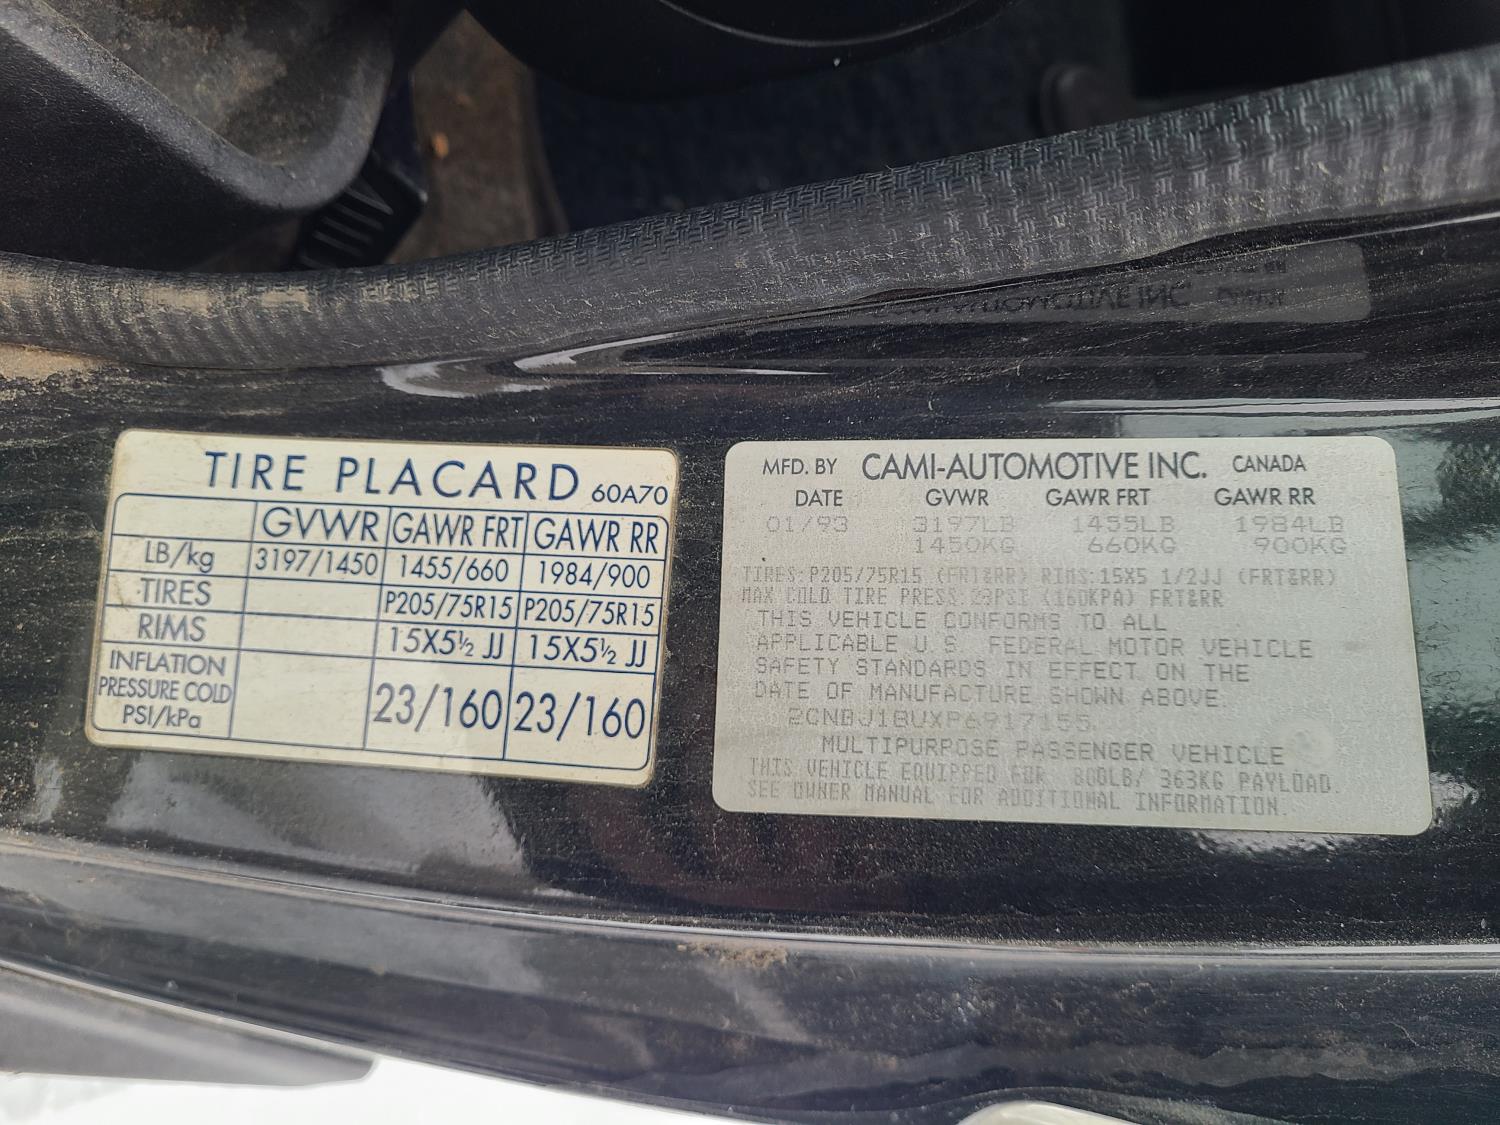 TIRE PLACARD 60A70
GVWR GAWR FRT GAWR RR
LB/kg 3197/1450 1455/660 1984/900
TIRES P205/75R15 P205/75R15
RIMS 15X5½ JJ 15X5½ JJ
INFLATION
PRESSURE COLD
PSI/kPa 23/160 23/160
MFD. BY CAMI-AUTOMOTIVE INC. CANADA
DATE GVWR GAWR FRT GAWR RR
01/93 3197LB 1455LB 1984LB
1450KG 660KG 900KG
TIRES:P205/75R15 (FRT&RR) RIMS:15X5 1/2JJ (FRT&RR)
MAX COLD TIRE PRESS:23PSI (160KPA) FRT&RR
THIS VEHICLE CONFORMS TO ALL
APPLICABLE U.S. FEDERAL MOTOR VEHICLE
SAFETY STANDARDS IN EFFECT ON THE
DATE OF MANUFACTURE SHOWN ABOVE.
2CNBJ18UXP6917155
MULTIPURPOSE PASSENGER VEHICLE
THIS VEHICLE EQUIPPED FOR 800LB/ 363KG PAYLOAD.
SEE OWNER MANUAL FOR ADDITIONAL INFORMATION.